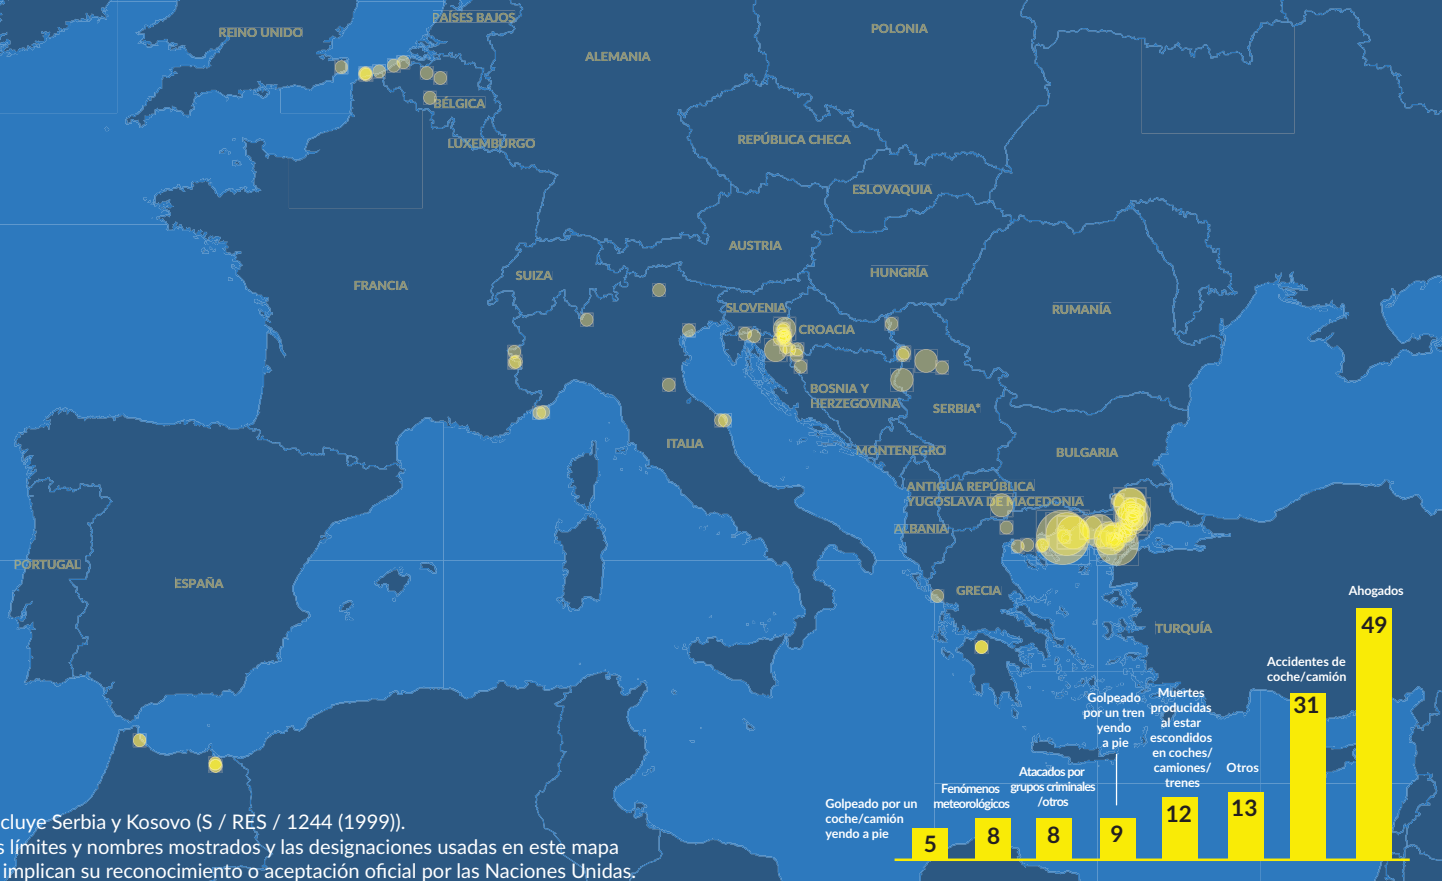 PAÍSES BAJOS
REINO UNIDO
POLONIA
ALEMANIA
BÉLGICA
REPÚBLICA CHECA
LUXEMBURGO
ESLOVAQUIA
AUSTRIA
HUNGRÍA
SUIZA
FRANCIA
SLOVENIA
RUMANÍA
CROACIA
BOSNIA Y
HERZEGOVINA
SERBIA*
ITALIA
MONTENEGRO
BULGARIA
ANTIGUA REPÚBLICA
YUGOSLAVA DE MACEDONIA
ALBANIA
PORTUGAL
ESPAÑA
GRECIA
TURQUÍA
Golpeado por un
coche/camión
yendo a pie
5
Fenómenos
meteorológicos
8
Atacados por
grupos criminales
/otros
8
Golpeado
por un tren
yendo
a pie
9
Muertes
producidas
al estar
escondidos
en coches/
camiones/
trenes
12
Otros
13
Accidentes de
coche/camión
31
Ahogados
49
cluye Serbia y Kosovo (S / RES / 1244 (1999)).
s límites y nombres mostrados y las designaciones usadas en este mapa
implican su reconocimiento o aceptación oficial por las Naciones Unidas.